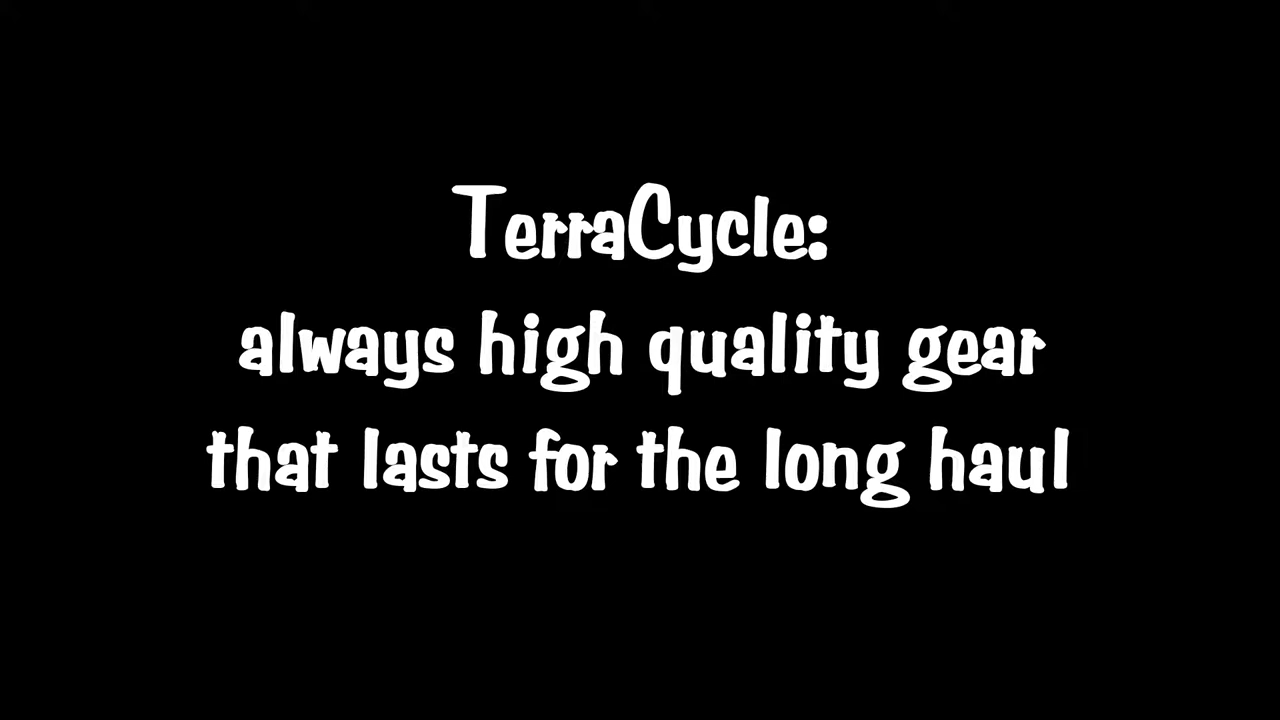 TerraCycle:
always high quality gear
that lasts for the long haul